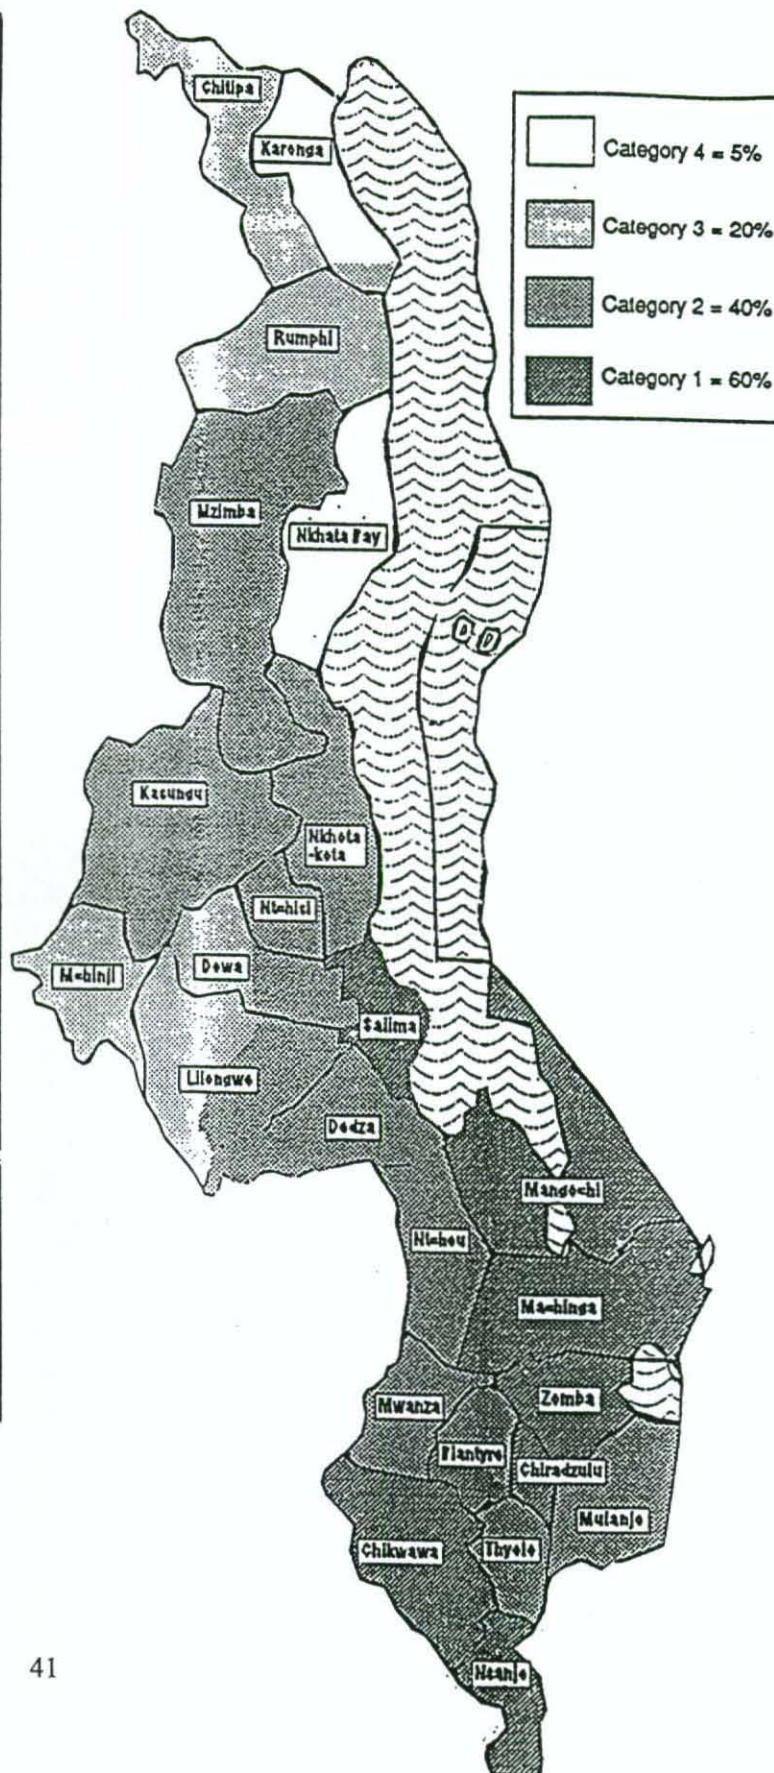 Chitipa
Karonga
Category 4 = 5%
Category 3 = 20%
Category 2 = 40%
Category 1 = 60%
Rumphi
Mzimba
Nkhata Bay
Kasungu
Nkhota
-kota
Ntchisi
Dowa
Mchinji
Salima
Lilongwe
Dedza
Mangochi
Ntcheu
Machinga
Zomba
Mwanza
Blantyre
Chiradzulu
Mulanje
Chikwawa
Thyolo
Nsanje
41